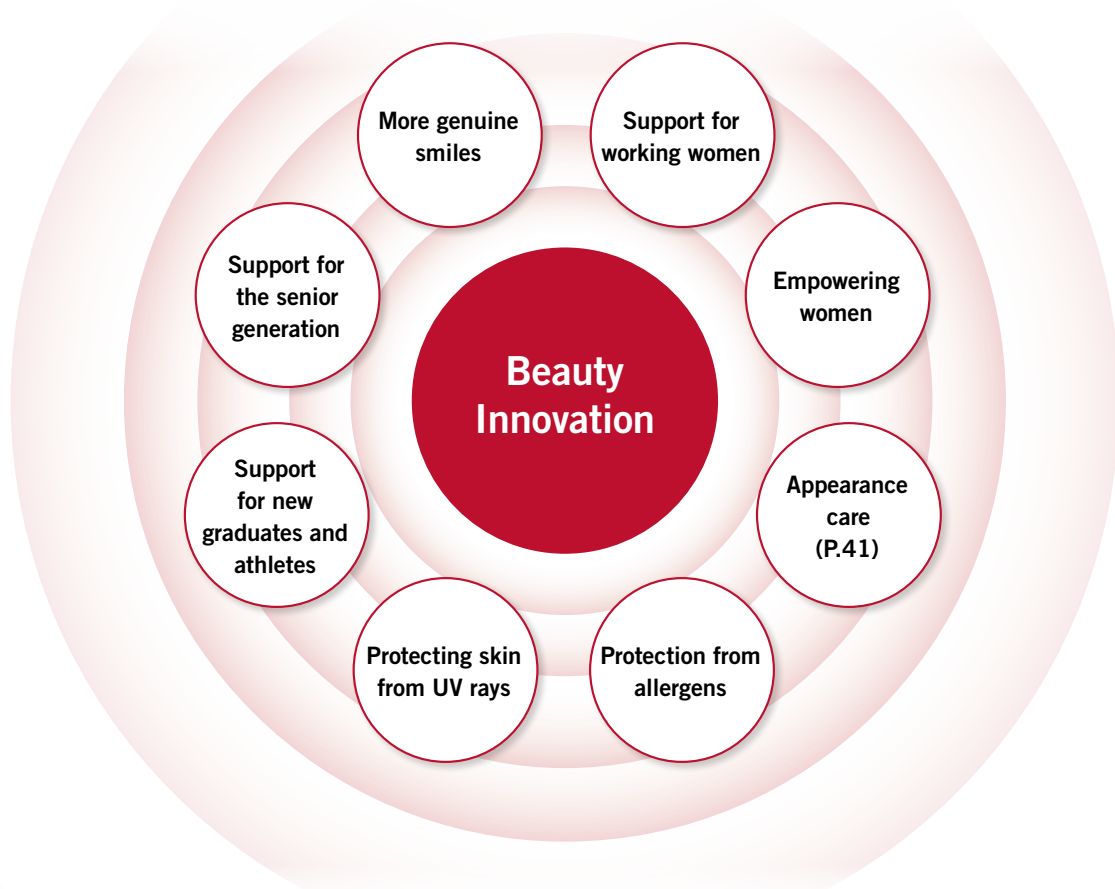 More genuine
smiles
Support for
working women
Support for
the senior
generation
Empowering
women
Beauty
Innovation
Support
for new
graduates and
athletes
Appearance
care
(P.41)
Protecting skin
from UV rays
Protection from
allergens